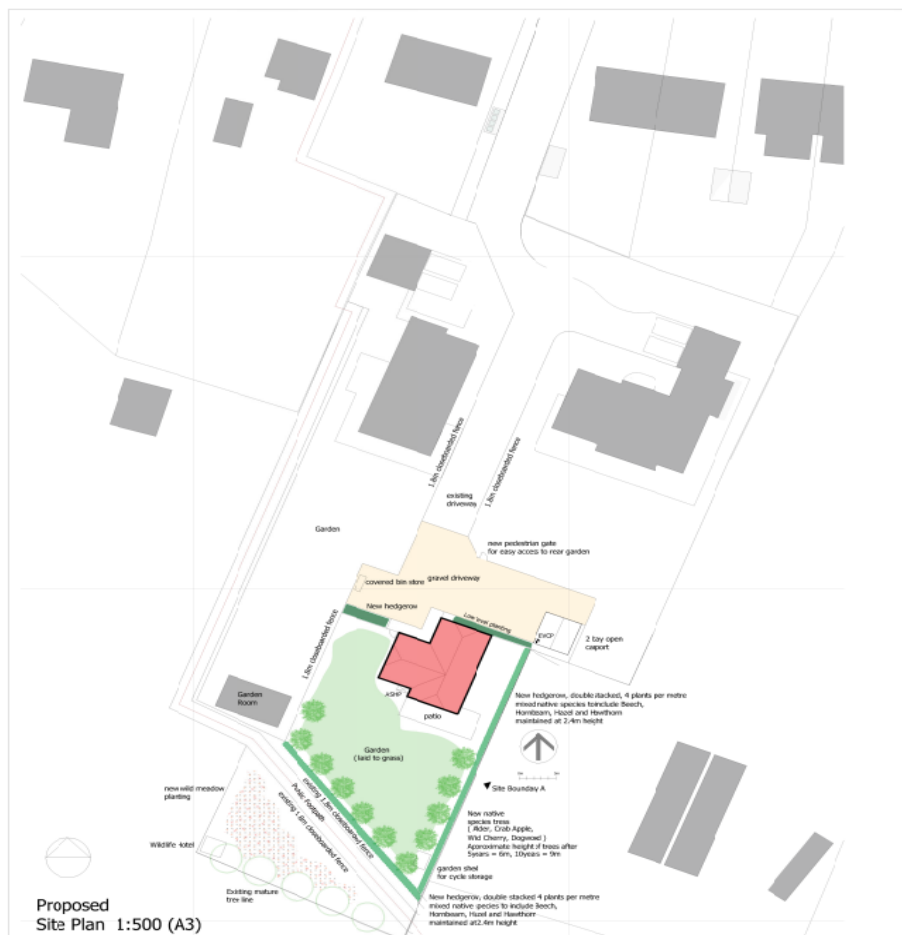 1.8m closeboarded fence
1.8m closeboarded fence
existing
driveway
Garden
new pedestrian gate
for easy access to rear garden
covered bin store
gravel driveway
New hedgerow
Low level planting
EVCP
2 bay open
carport
1.8m closeboarded fence
ASHP
patio
Garden
Room
New hedgerow, double stacked, 4 plants per metre
mixed native species to include Beech,
Hornbeam, Hazel and Hawthorn
maintained at 2.4m height
Garden
(laid to grass)
Site Boundary A
new wild meadow
planting
existing 1.8m closeboarded fence
Public Footpath
existing 1.8m closeboarded fence
New native
species trees
( Alder, Crab Apple,
Wild Cherry, Dogwood )
Approximate height if trees after
5years = 6m, 10years = 9m
Wildlife Hotel
garden shed
for cycle storage
Existing mature
tree line
New hedgerow, double stacked 4 plants per metre
mixed native species to include Beech,
Hornbeam, Hazel and Hawthorn
maintained at2.4m height
Proposed
Site Plan 1:500 (A3)